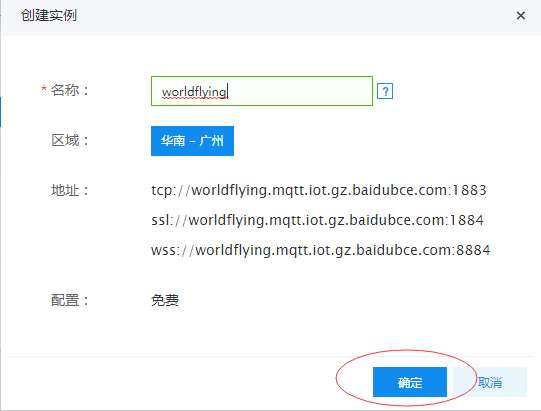 创建实例 ×
* 名称： worldflying ?
区域： 华南 - 广州
地址： tcp://worldflying.mqtt.iot.gz.baidubce.com:1883
ssl://worldflying.mqtt.iot.gz.baidubce.com:1884
wss://worldflying.mqtt.iot.gz.baidubce.com:8884
配置： 免费
确定 取消